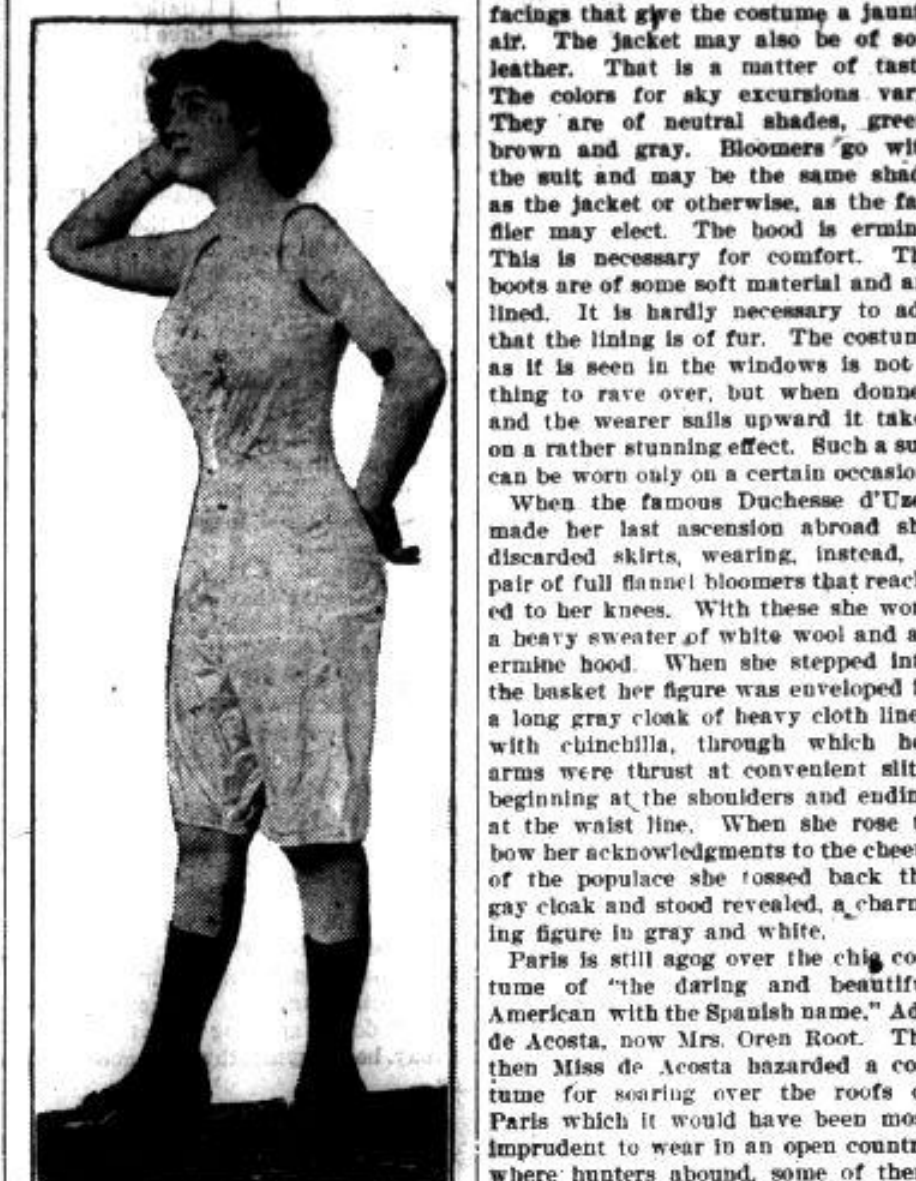 facings that give the costume a jaun
air. The jacket may also be of so
leather. That is a matter of tast
The colors for sky excursions var
They are of neutral shades, gree
brown and gray. Bloomers go wit
the suit and may be the same shad
as the jacket or otherwise, as the fa
flier may elect. The hood is ermin
This is necessary for comfort. Th
boots are of some soft material and a
lined. It is hardly necessary to ad
that the lining is of fur. The costum
as if is seen in the windows is not
thing to rave over, but when donne
and the wearer sails upward it take
on a rather stunning effect. Such a su
can be worn only on a certain occasio
When the famous Duchesse d'Uz
made her last ascension abroad sh
discarded skirts, wearing, instead,
pair of full flannel bloomers that reach
ed to her knees. With these she wor
a heavy sweater of white wool and a
ermine hood. When she stepped int
the basket her figure was enveloped i
a long gray cloak of heavy cloth line
with chinchilla, through which he
arms were thrust at convenient slit
beginning at the shoulders and endin
at the waist line. When she rose t
bow her acknowledgments to the cheer
of the populace she tossed back th
gay cloak and stood revealed, a charm
ing figure in gray and white.
Paris is still agog over the chic cos
tume of "the daring and beautifu
American with the Spanish name," Ad
de Acosta, now Mrs. Oren Root. Th
then Miss de Acosta hazarded a cos
tume for soaring over the roofs o
Paris which it would have been mos
imprudent to wear in an open countr
where hunters abound, some of the